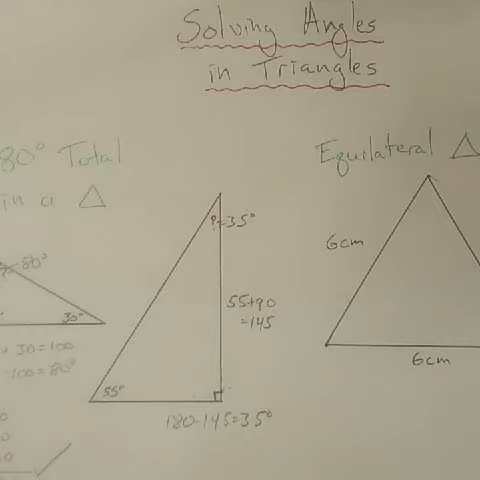 Solving Angles
in Triangles
80° Total
in a △
80°
30°
+ 30=100
100=80°
?=35°
55+90
=145
55°
180-145=35°
Equilateral △
6cm
6cm